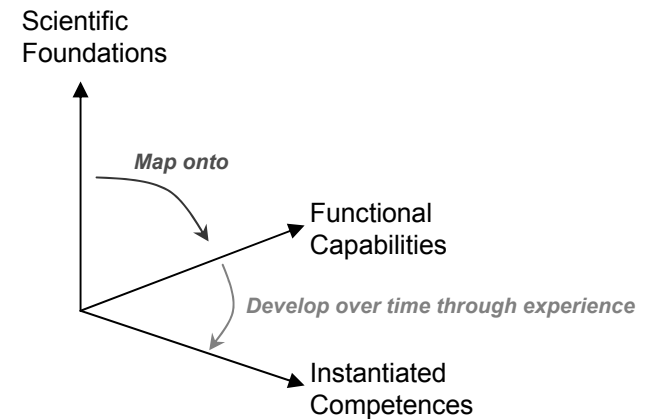 Scientific
Foundations
Map onto
Functional
Capabilities
Develop over time through experience
Instantiated
Competences